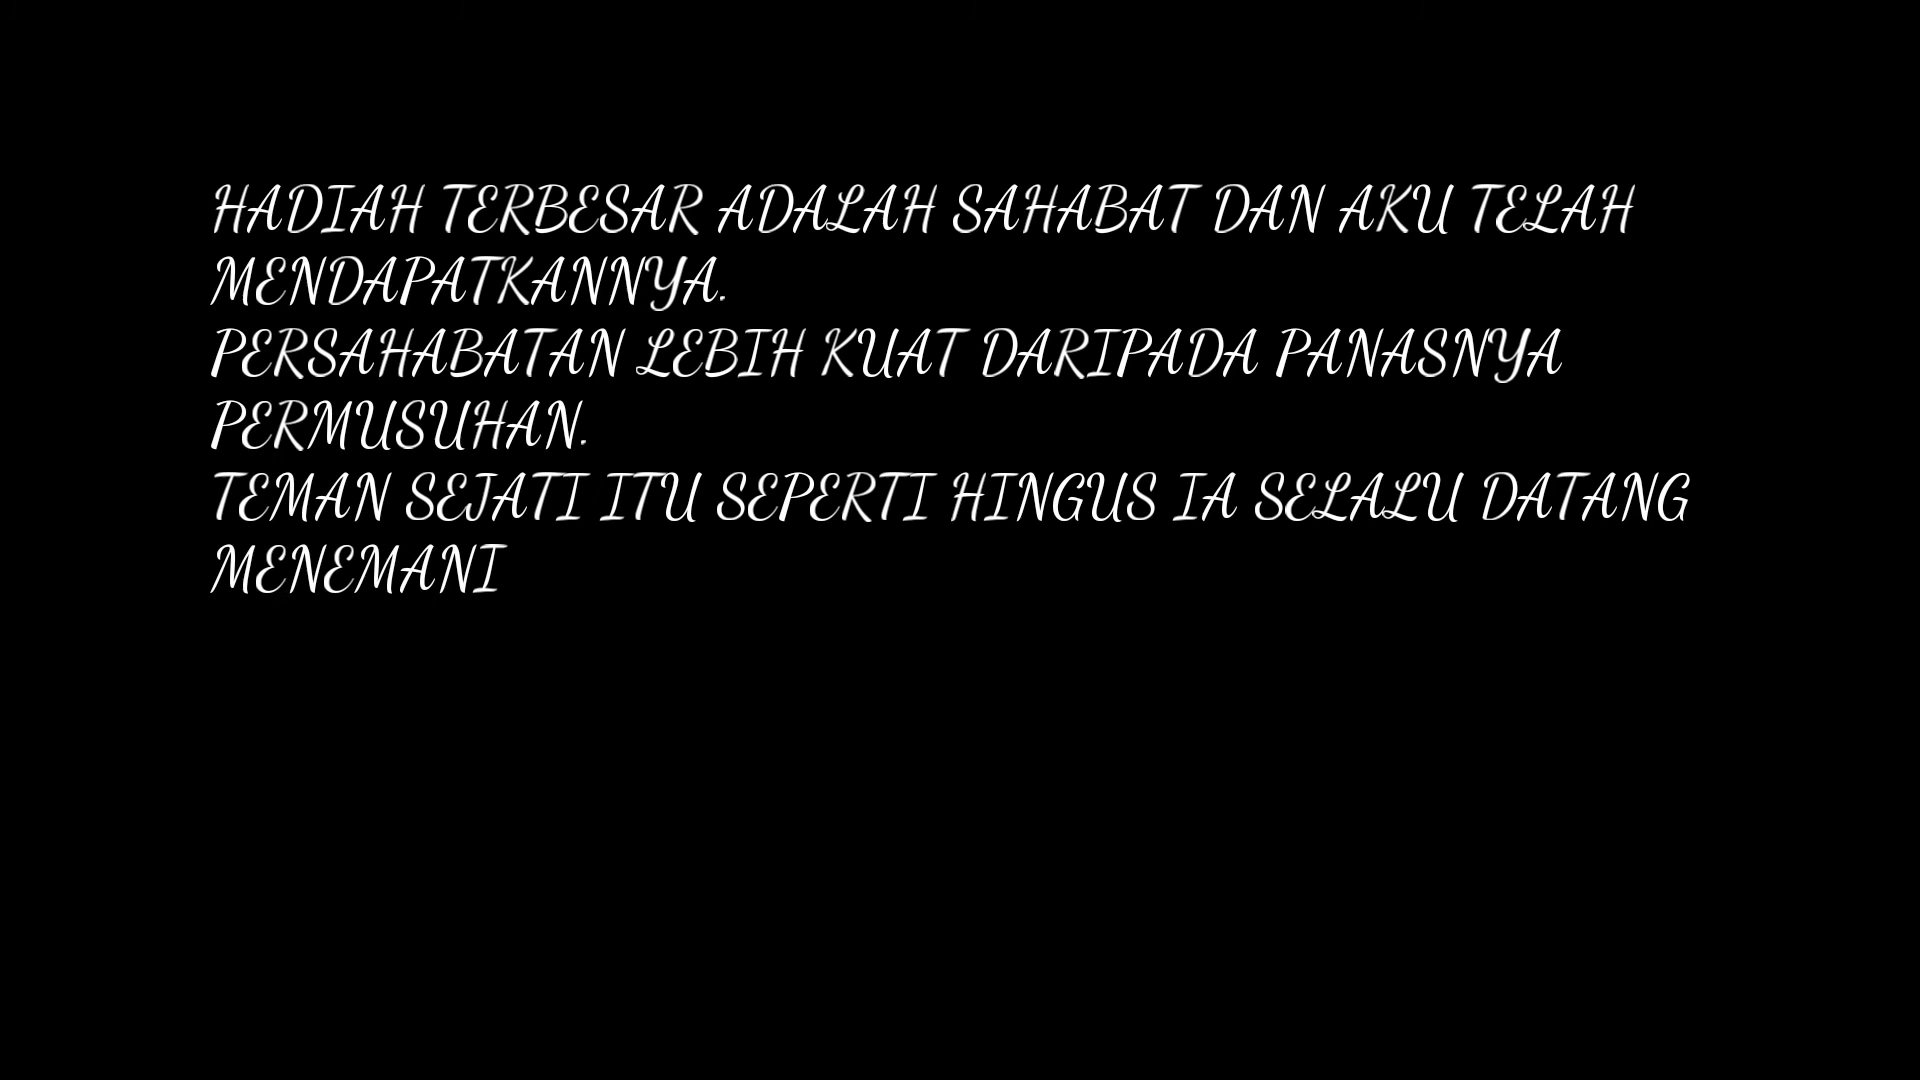 HADIAH TERBESAR ADALAH SAHABAT DAN AKU TELAH
MENDAPATKANNYA.
PERSAHABATAN LEBIH KUAT DARIPADA PANASNYA
PERMUSUHAN.
TEMAN SEJATI ITU SEPERTI HINGUS IA SELALU DATANG
MENEMANI